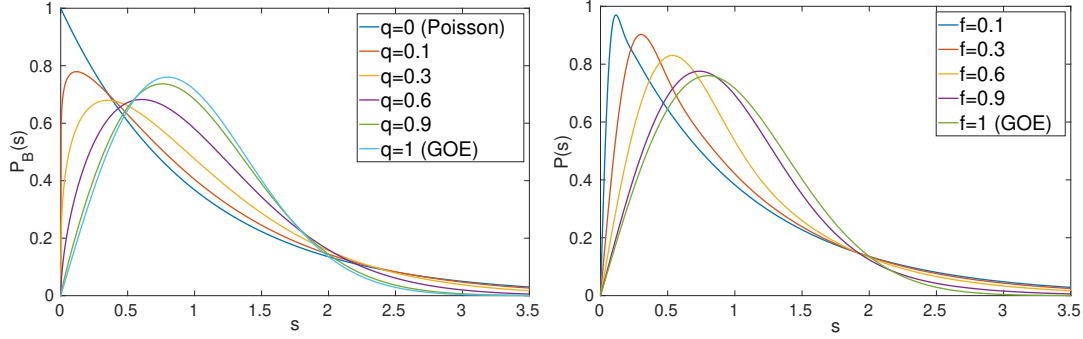 1
0.8
0.6
0.4
0.2
0
P_B(s)
0
0.5
1
1.5
2
2.5
3
3.5
s
q=0 (Poisson)
q=0.1
q=0.3
q=0.6
q=0.9
q=1 (GOE)
1
0.8
0.6
0.4
0.2
0
P(s)
0
0.5
1
1.5
2
2.5
3
3.5
s
f=0.1
f=0.3
f=0.6
f=0.9
f=1 (GOE)